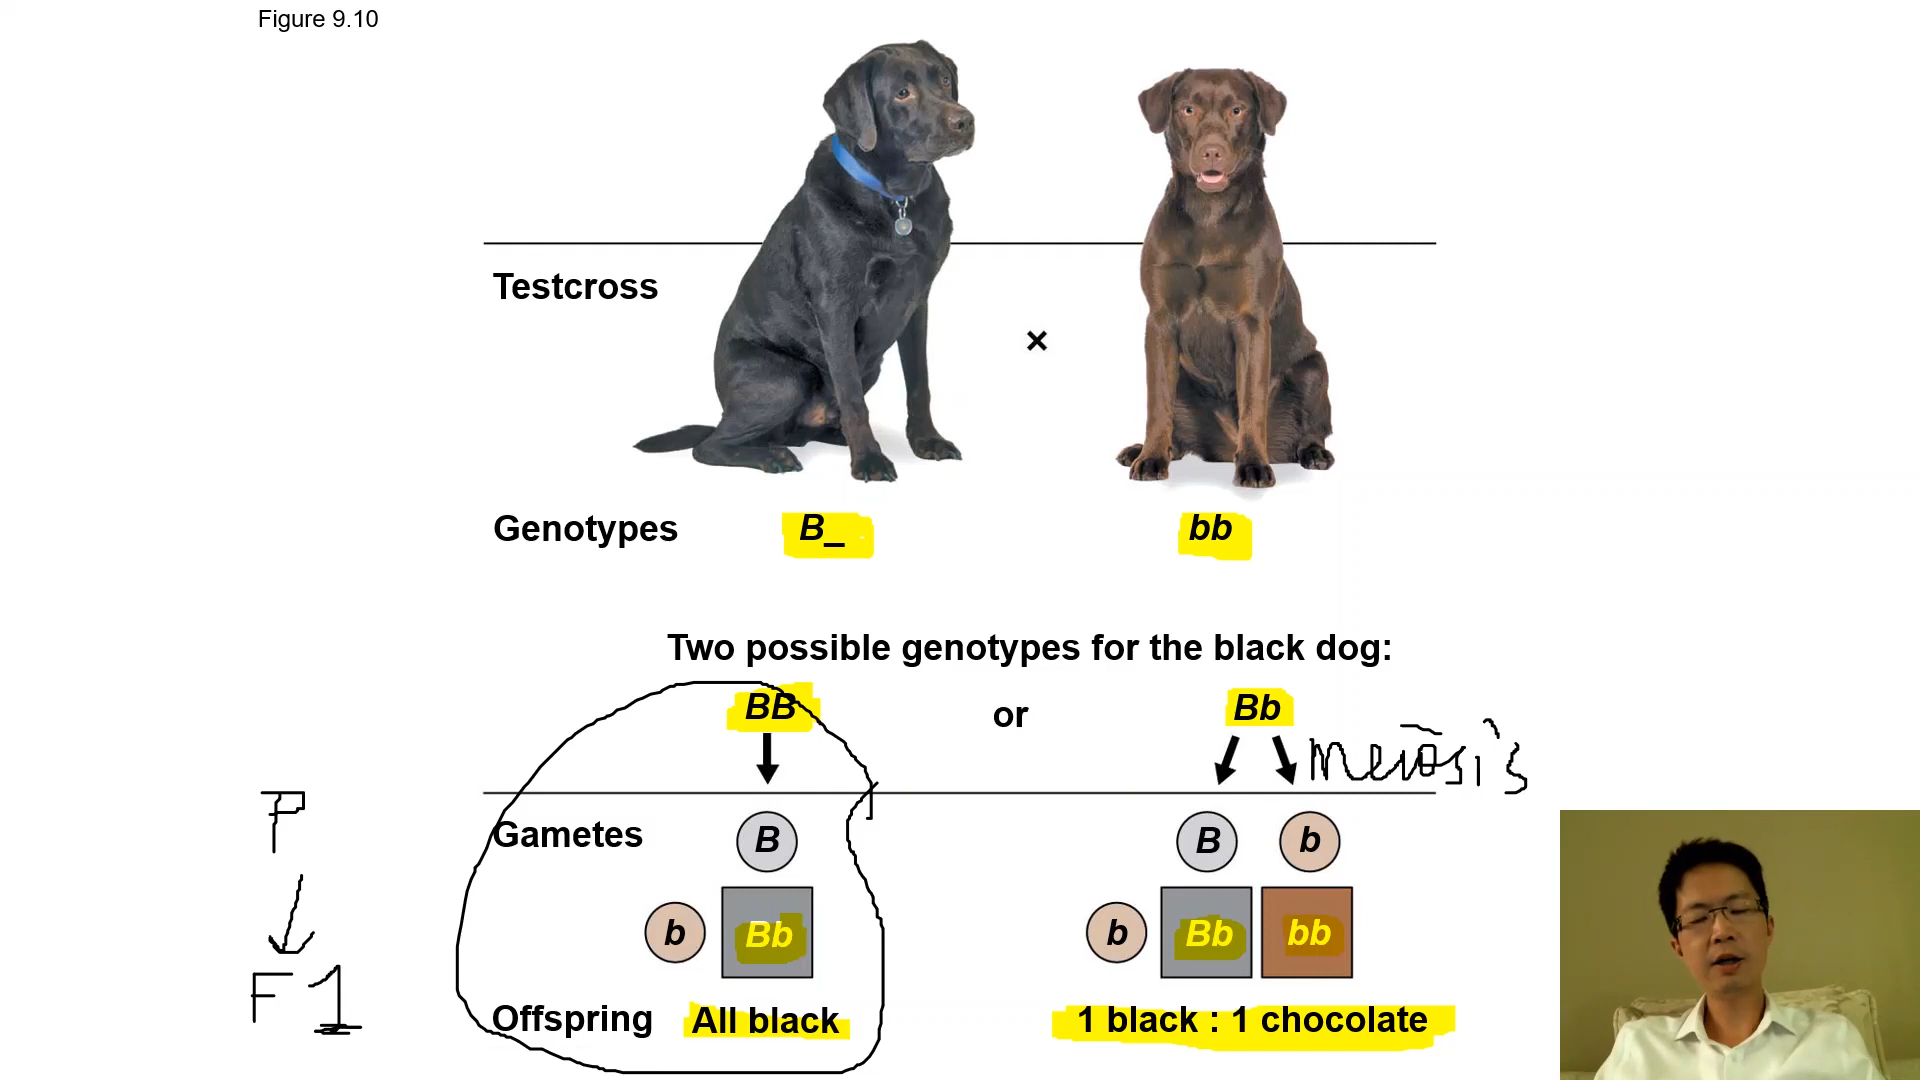 Figure 9.10
Testcross
×
Genotypes B_ bb
Two possible genotypes for the black dog:
BB or Bb
meiosis
P
Gametes B B b
b Bb b Bb bb
F1
Offspring All black 1 black : 1 chocolate